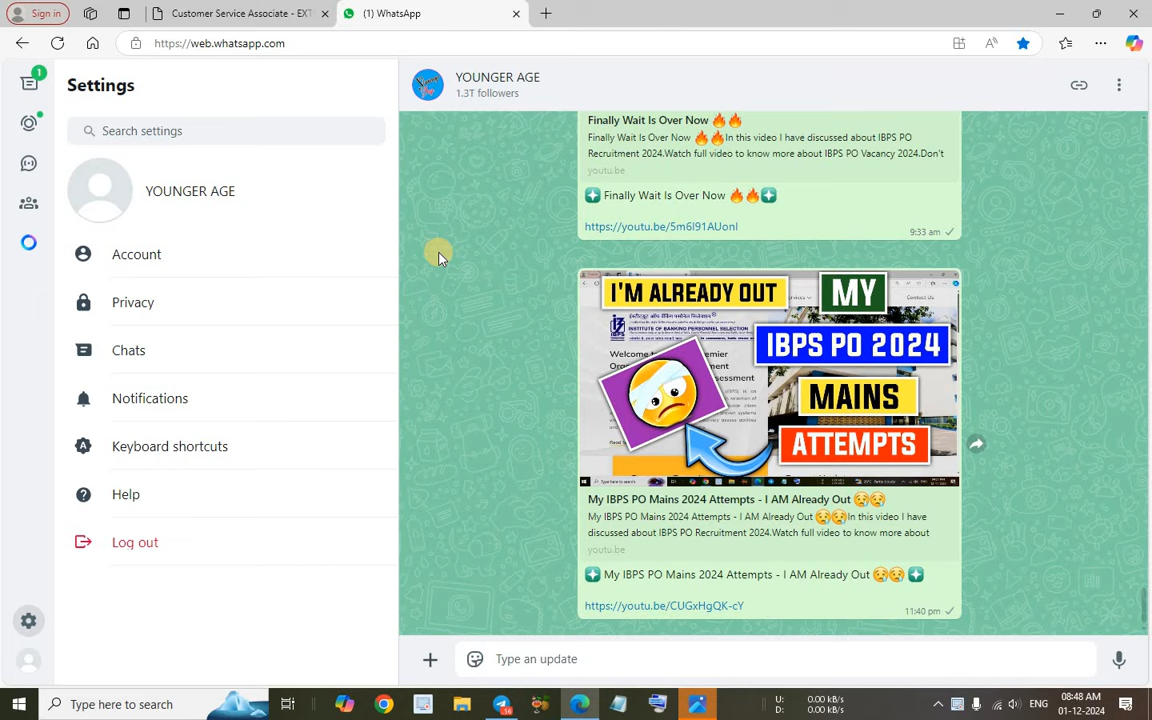 Sign in
Customer Service Associate - EXT
(1) WhatsApp
https://web.whatsapp.com
1
Settings
Search settings
YOUNGER AGE
Account
Privacy
Chats
Notifications
Keyboard shortcuts
Help
Log out
YOUNGER AGE
1.3T followers
Finally Wait Is Over Now 🔥🔥
Finally Wait Is Over Now 🔥🔥In this video I have discussed about IBPS PO
Recruitment 2024.Watch full video to know more about IBPS PO Vacancy 2024.Don't
youtu.be
Finally Wait Is Over Now 🔥🔥
https://youtu.be/5m6l91AUonI
9:33 am
I'M ALREADY OUT
MY
IBPS PO 2024
MAINS
ATTEMPTS
INSTITUTE OF BANKING PERSONNEL SELECTION
Contact Us
My IBPS PO Mains 2024 Attempts - I AM Already Out 😢😢
My IBPS PO Mains 2024 Attempts - I AM Already Out 😢😢In this video I have
discussed about IBPS PO Recruitment 2024.Watch full video to know more about
youtu.be
My IBPS PO Mains 2024 Attempts - I AM Already Out 😢😢
https://youtu.be/CUGxHgQK-cY
11:40 pm
Type an update
Type here to search
U: 0.00 kB/s
D: 0.00 kB/s
ENG
08:48 AM
01-12-2024